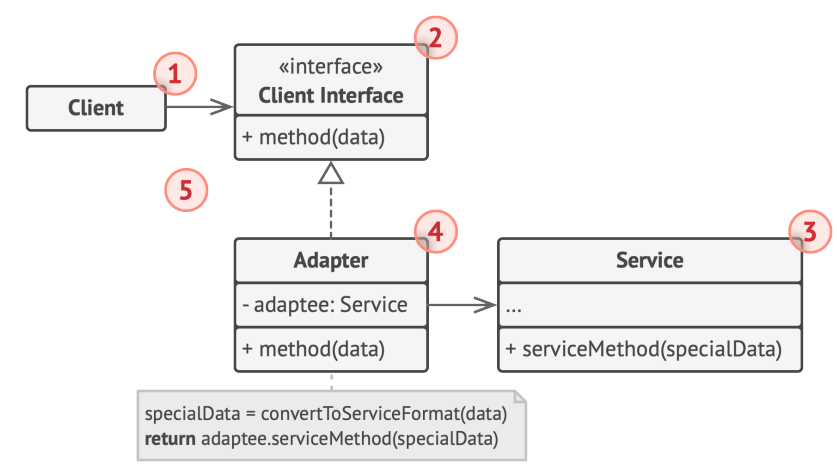 1
Client
2
«interface»
Client Interface
+ method(data)
5
4
Adapter
- adaptee: Service
+ method(data)
3
Service
...
+ serviceMethod(specialData)
specialData = convertToServiceFormat(data)
return adaptee.serviceMethod(specialData)